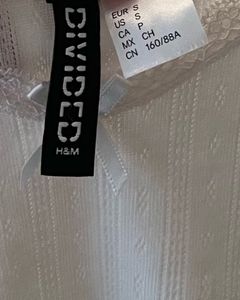 DIVIDED
H&M
EUR S
US S
CA P
MX CH
CN 160/88A